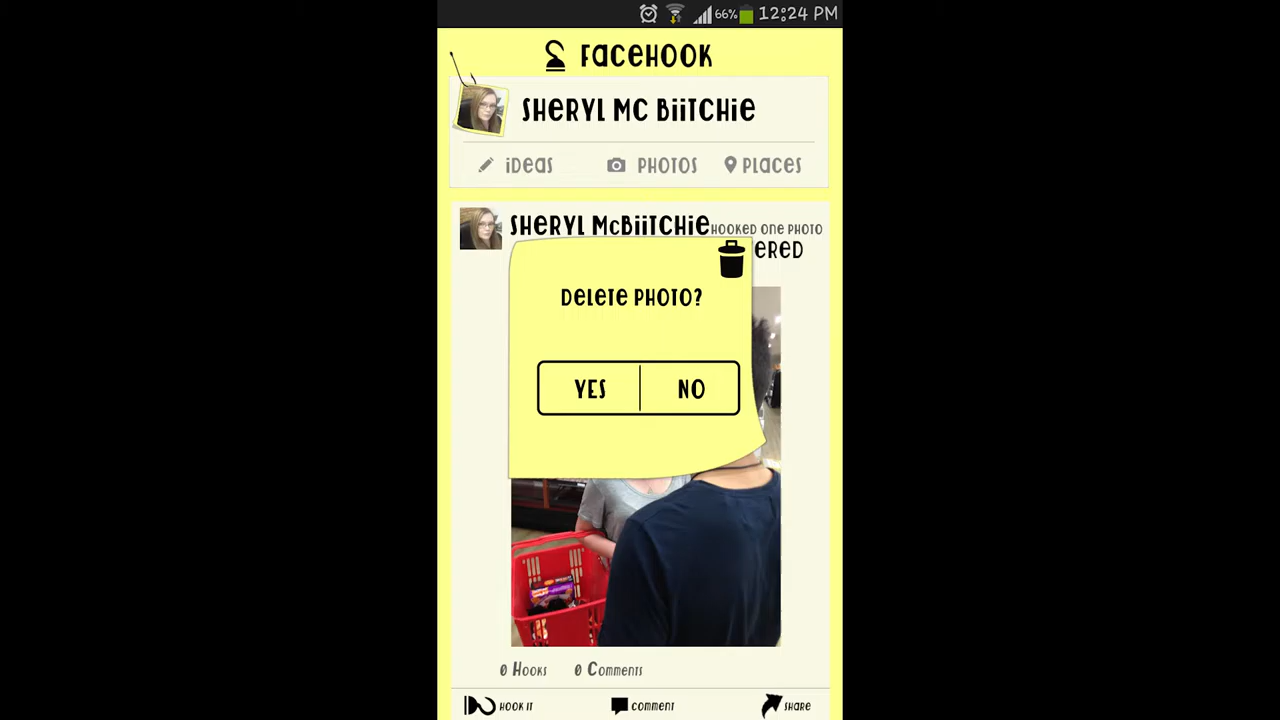 66% 12:24 PM
FACEHOOK
SHERYL MC BiiTCHiE
iDEAS PHOTOS PLACES
SHERYL McBiiTCHiE HOOKED ONE PHOTO
ERED
DELETE PHOTO?
YES NO
0 Hooks 0 Comments
HOOK IT COMMENT SHARE